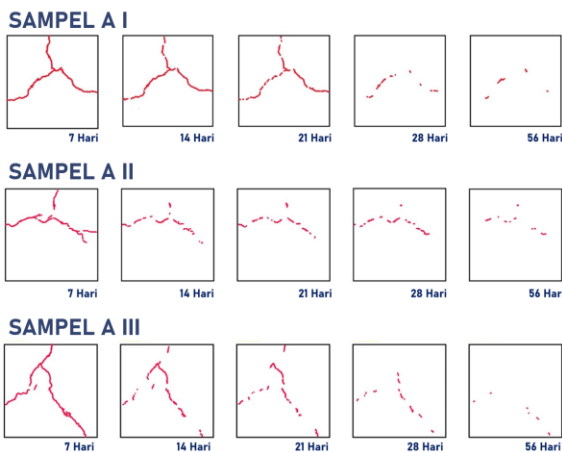 SAMPEL A I
7 Hari 14 Hari 21 Hari 28 Hari 56 Hari
SAMPEL A II
7 Hari 14 Hari 21 Hari 28 Hari 56 Har
SAMPEL A III
7 Hari 14 Hari 21 Hari 28 Hari 56 Hari